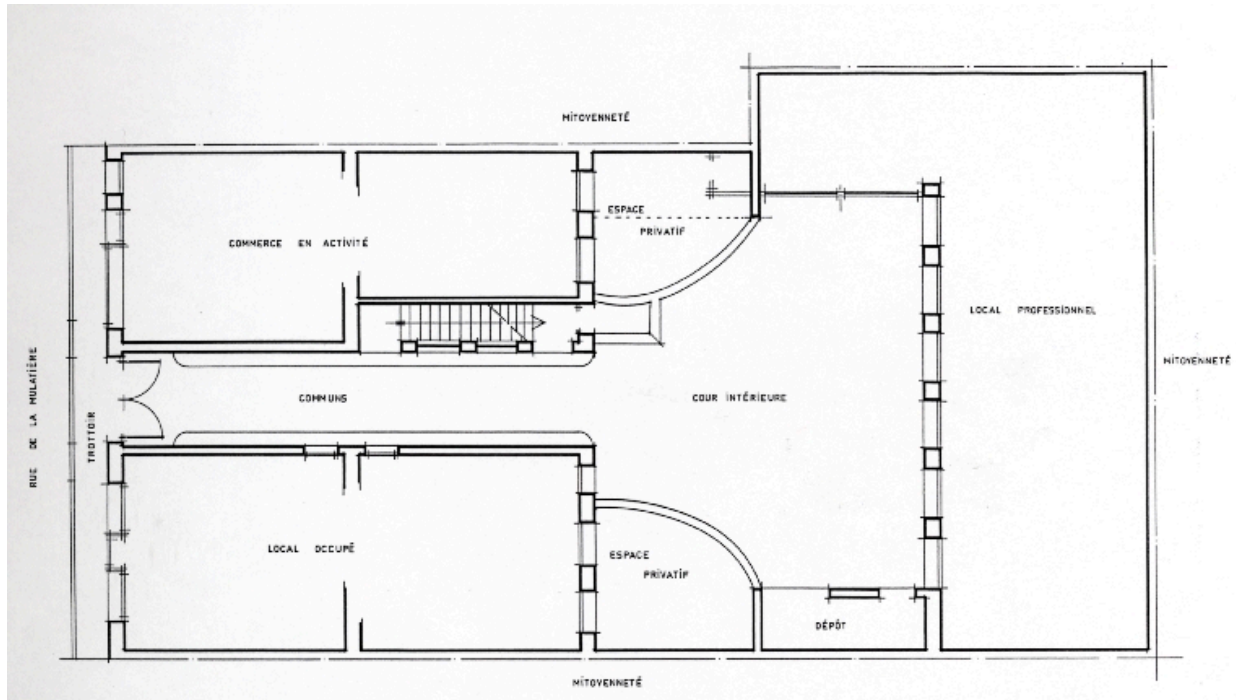 MITOYENNETÉ
ESPACE
PRIVATIF
COMMERCE EN ACTIVITÉ
LOCAL PROFESSIONNEL
MITOYENNETÉ
RUE DE LA MULATIÈRE
TROTTOIR
COMMUNS
COUR INTÉRIEURE
LOCAL OCCUPÉ
ESPACE
PRIVATIF
DÉPÔT
MITOYENNETÉ